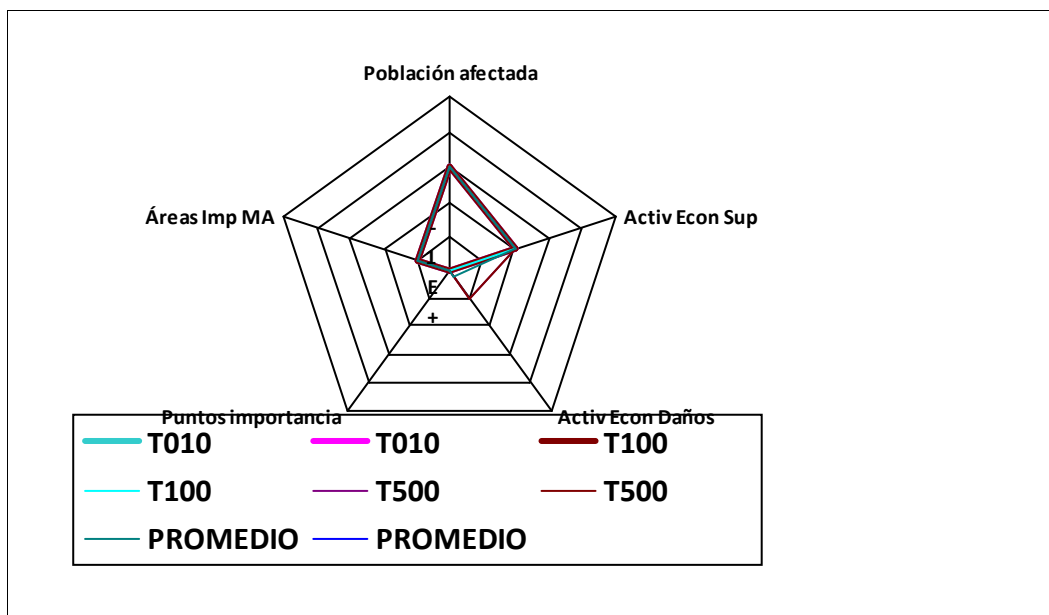 Población afectada
Áreas Imp MA
Activ Econ Sup
-
1
E
+
Puntos importancia
Activ Econ Daños
T010 T010 T100
T100 T500 T500
PROMEDIO PROMEDIO